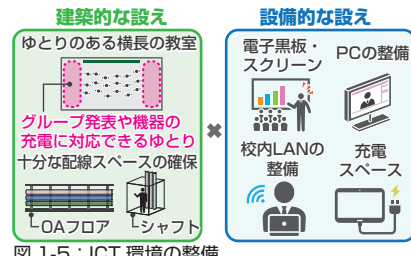 建築的な設え
ゆとりのある横長の教室
グループ発表や機器の
充電に対応できるゆとり
十分な配線スペースの確保
OAフロア
シャフト
×
設備的な設え
電子黒板・
スクリーン
PCの整備
校内LANの
整備
充電
スペース
図 1-5：ICT 環境の整備